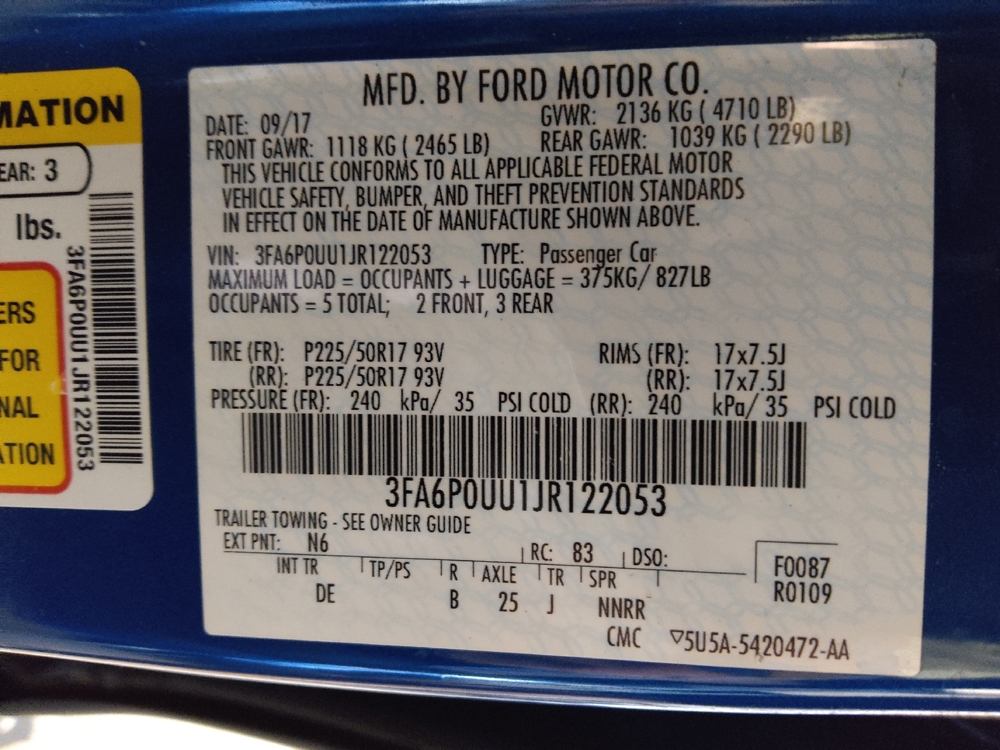 MATION
EAR: 3
lbs.
3FA6P0UU1JR122053
ERS
FOR
NAL
ATION
MFD. BY FORD MOTOR CO.
DATE: 09/17 GVWR: 2136 KG ( 4710 LB)
FRONT GAWR: 1118 KG ( 2465 LB) REAR GAWR: 1039 KG ( 2290 LB)
THIS VEHICLE CONFORMS TO ALL APPLICABLE FEDERAL MOTOR
VEHICLE SAFETY, BUMPER, AND THEFT PREVENTION STANDARDS
IN EFFECT ON THE DATE OF MANUFACTURE SHOWN ABOVE.
VIN: 3FA6P0UU1JR122053 TYPE: Passenger Car
MAXIMUM LOAD = OCCUPANTS + LUGGAGE = 375KG/ 827LB
OCCUPANTS = 5 TOTAL; 2 FRONT, 3 REAR
TIRE (FR): P225/50R17 93V RIMS (FR): 17x7.5J
(RR): P225/50R17 93V (RR): 17x7.5J
PRESSURE (FR): 240 kPa/ 35 PSI COLD (RR): 240 kPa/ 35 PSI COLD
3FA6P0UU1JR122053
TRAILER TOWING - SEE OWNER GUIDE
EXT PNT: N6 RC: 83 DSO:
INT TR TP/PS R AXLE TR SPR
DE B 25 J NNRR
F0087
R0109
CMC ▽5U5A-5420472-AA